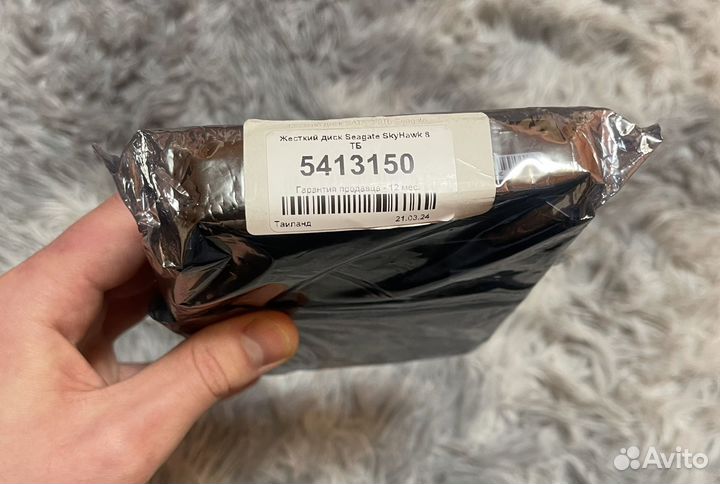 Жесткий диск Seagate SkyHawk 8
ТБ
5413150
Гарантия продавца - 12 мес.
Таиланд 21.03.24
Avito